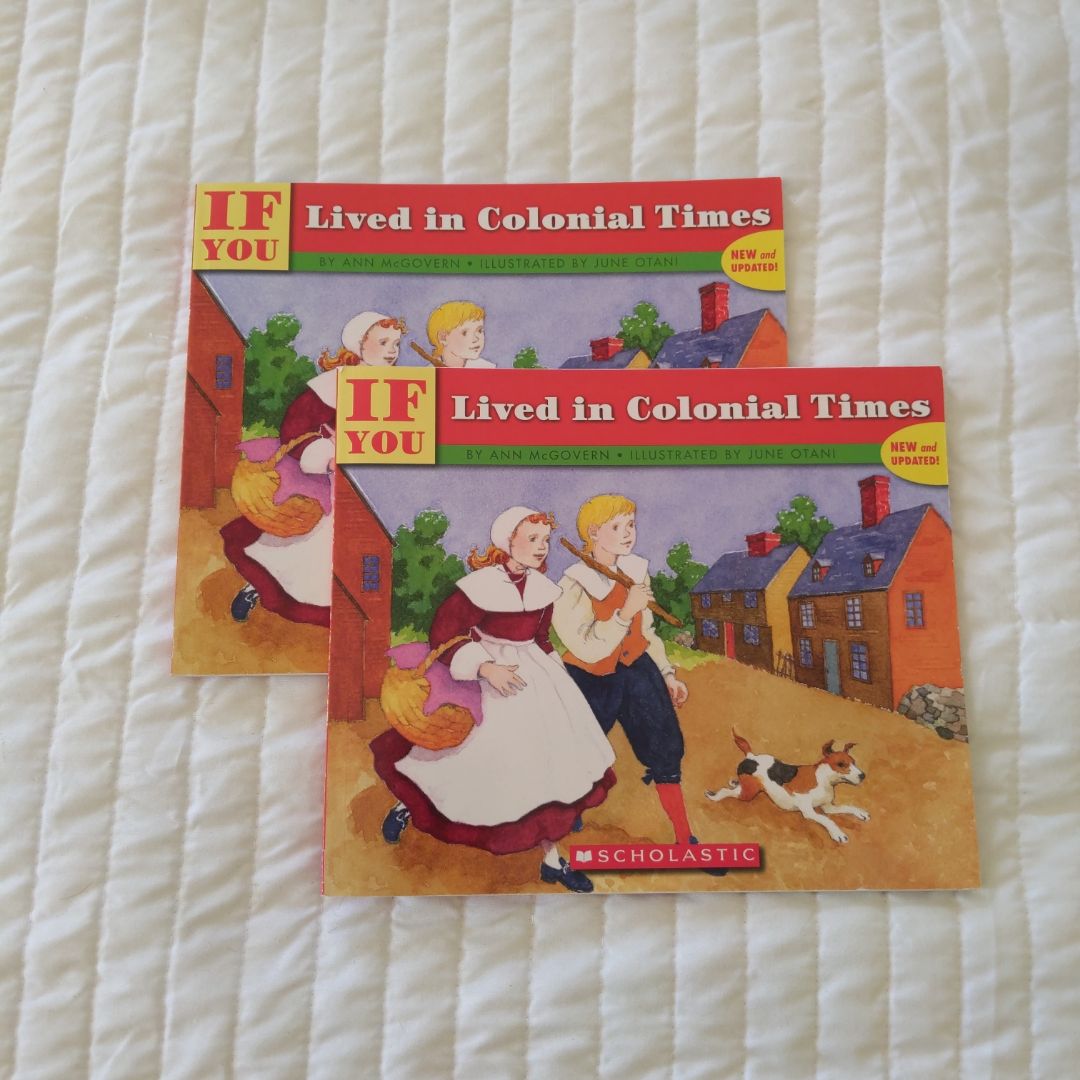 IF
YOU
Lived in Colonial Times
BY ANN McGOVERN • ILLUSTRATED BY JUNE OTANI
NEW and
UPDATED!
IF
YOU
Lived in Colonial Times
BY ANN McGOVERN • ILLUSTRATED BY JUNE OTANI
NEW and
UPDATED!
SCHOLASTIC